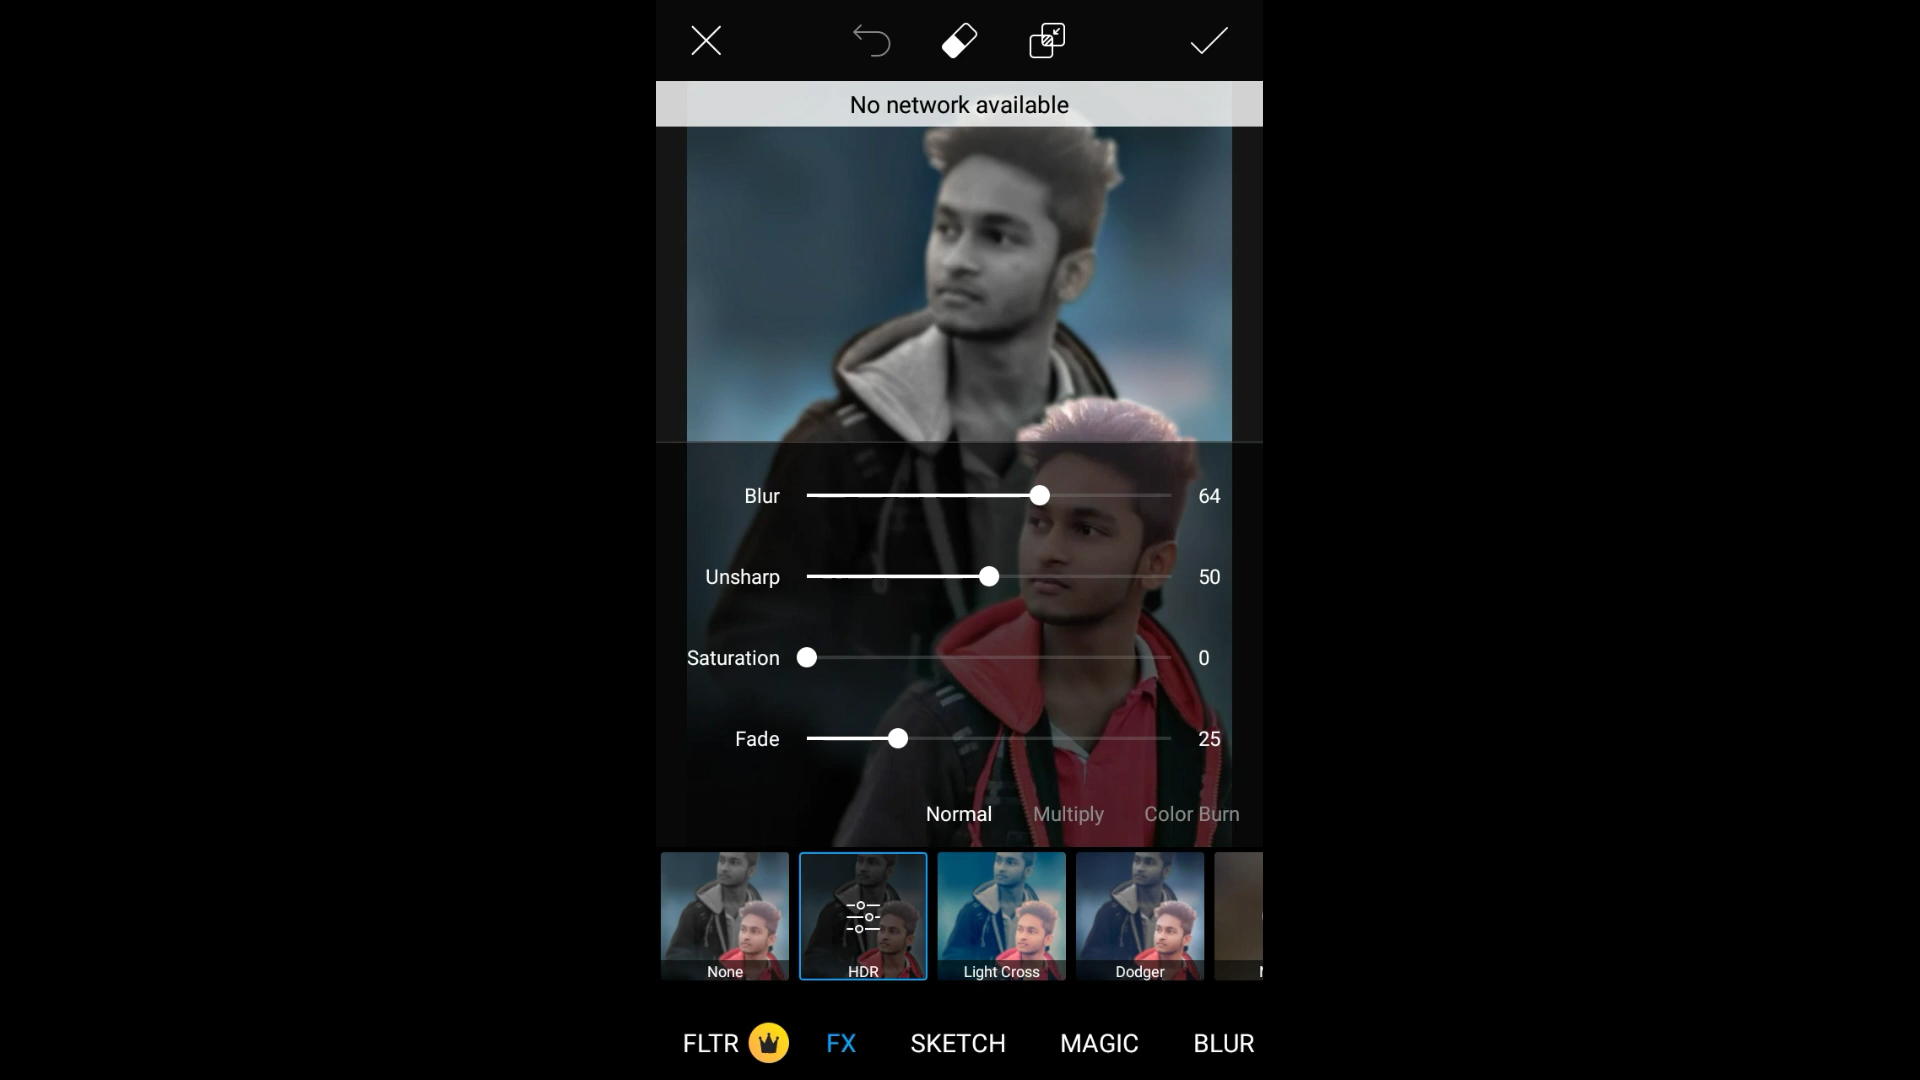 No network available
Blur 64
Unsharp 50
Saturation 0
Fade 25
Normal Multiply Color Burn
None HDR Light Cross Dodger
FLTR FX SKETCH MAGIC BLUR